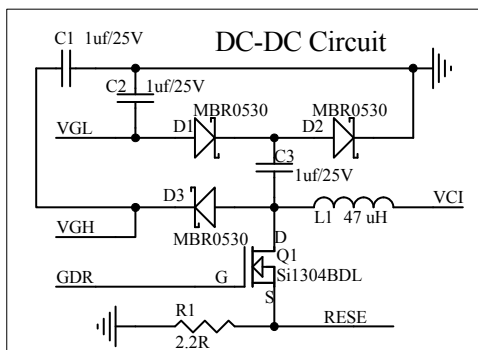 DC-DC Circuit
C1 1uf/25V
C2 1uf/25V
MBR0530 MBR0530
VGL D1 D2
C3
1uf/25V
D3 VCI
L1 47 uH
VGH MBR0530
D
Q1
GDR G Si1304BDL
S
R1 RESE
2.2R